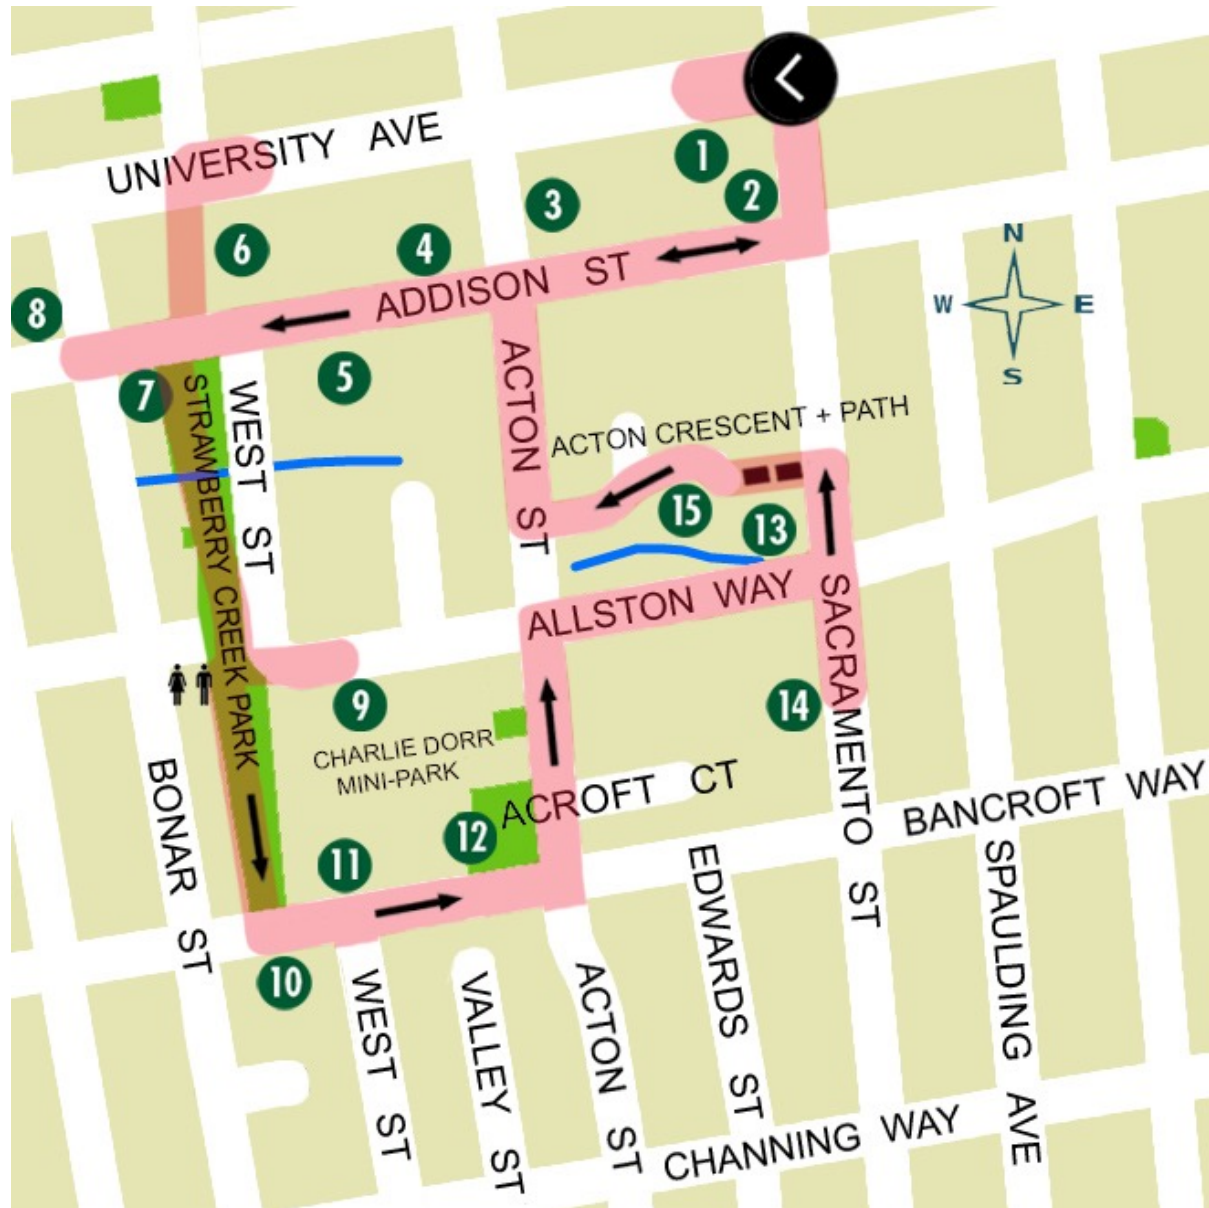 UNIVERSITY AVE
1
2
3
4
6
N
W E
S
ADDISON ST
8
5
7
STRAWBERRY CREEK PARK
WEST ST
ACTON ST
ACTON CRESCENT + PATH
15
13
ALLSTON WAY
SACRAMENTO ST
9
14
CHARLIE DORR
MINI-PARK
ACROFT CT
BONAR ST
12
11
BANCROFT WAY
10
WEST ST
VALLEY ST
ACTON ST
EDWARDS ST
SPAULDING AVE
CHANNING WAY